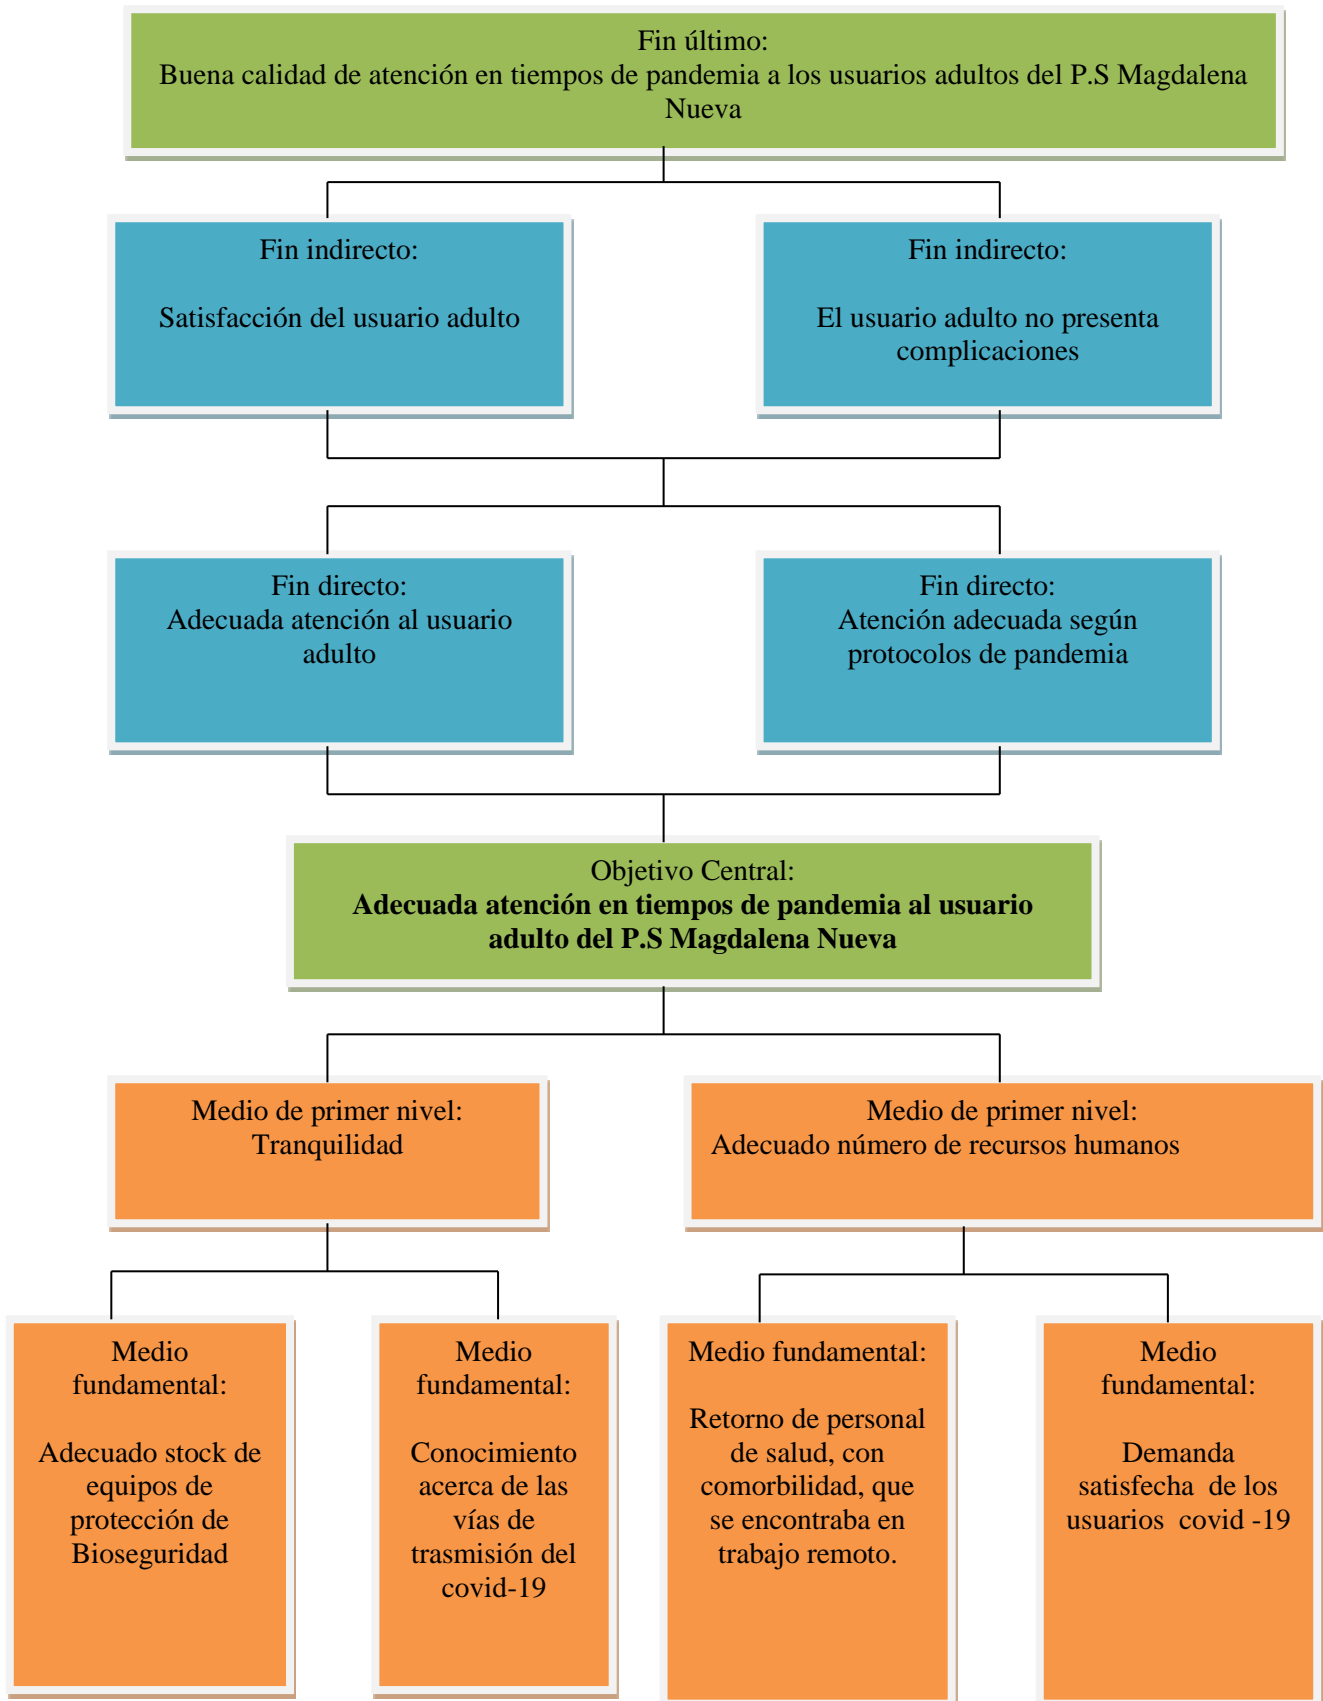 Fin último:
Buena calidad de atención en tiempos de pandemia a los usuarios adultos del P.S Magdalena
Nueva
Fin indirecto:
Satisfacción del usuario adulto
Fin indirecto:
El usuario adulto no presenta
complicaciones
Fin directo:
Adecuada atención al usuario
adulto
Fin directo:
Atención adecuada según
protocolos de pandemia
Objetivo Central:
Adecuada atención en tiempos de pandemia al usuario
adulto del P.S Magdalena Nueva
Medio de primer nivel:
Tranquilidad
Medio de primer nivel:
Adecuado número de recursos humanos
Medio
fundamental:
Adecuado stock de
equipos de
protección de
Bioseguridad
Medio
fundamental:
Conocimiento
acerca de las
vías de
trasmisión del
covid-19
Medio fundamental:
Retorno de personal
de salud, con
comorbilidad, que
se encontraba en
trabajo remoto.
Medio
fundamental:
Demanda
satisfecha  de los
usuarios  covid -19